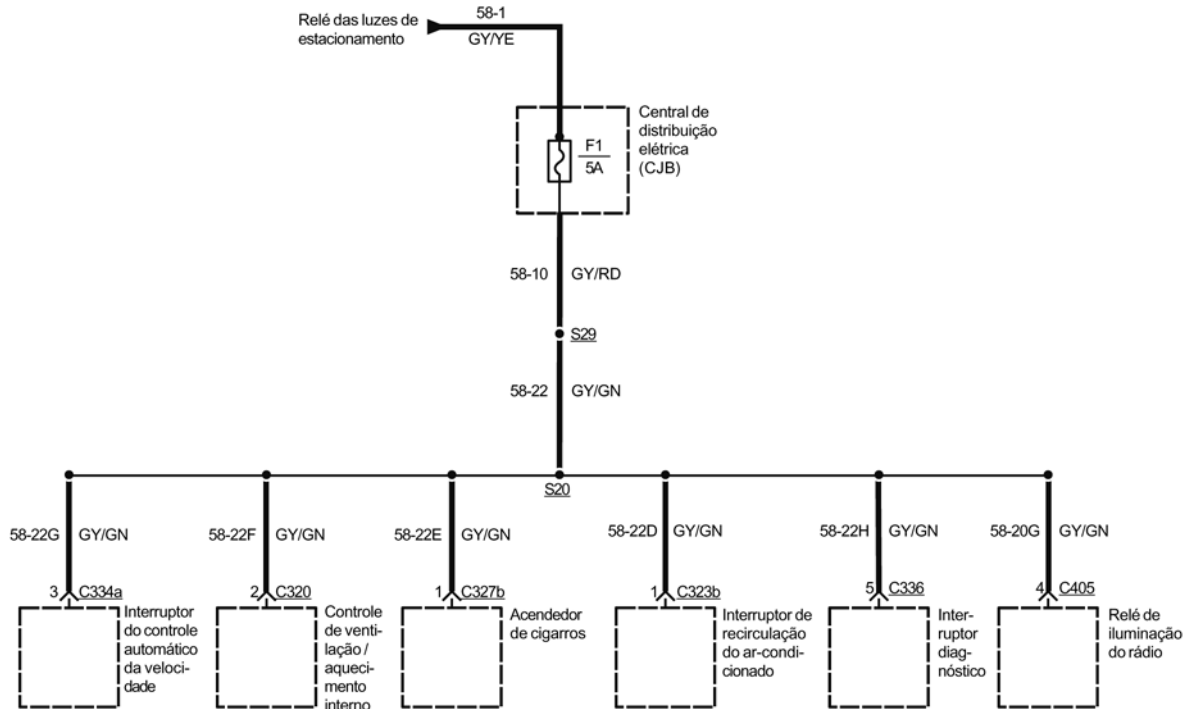 58-1
Relé das luzes de
estacionamento
GY/YE
Central de
distribuição
elétrica
(CJB)
F1
5A
58-10 GY/RD
S29
58-22 GY/GN
S20
58-22G GY/GN
58-22F GY/GN
58-22E GY/GN
58-22D GY/GN
58-22H GY/GN
58-20G GY/GN
3 C334a
Interruptor
do controle
automático
da veloci-
dade
2 C320
Controle
de venti-
lação /
aqueci-
mento
interno
1 C327b
Acendedor
de cigarros
1 C323b
Interruptor de
recirculação
do ar-condi-
cionado
5 C336
Inter-
ruptor
diag-
nóstico
4 C405
Relé de
iluminação
do rádio